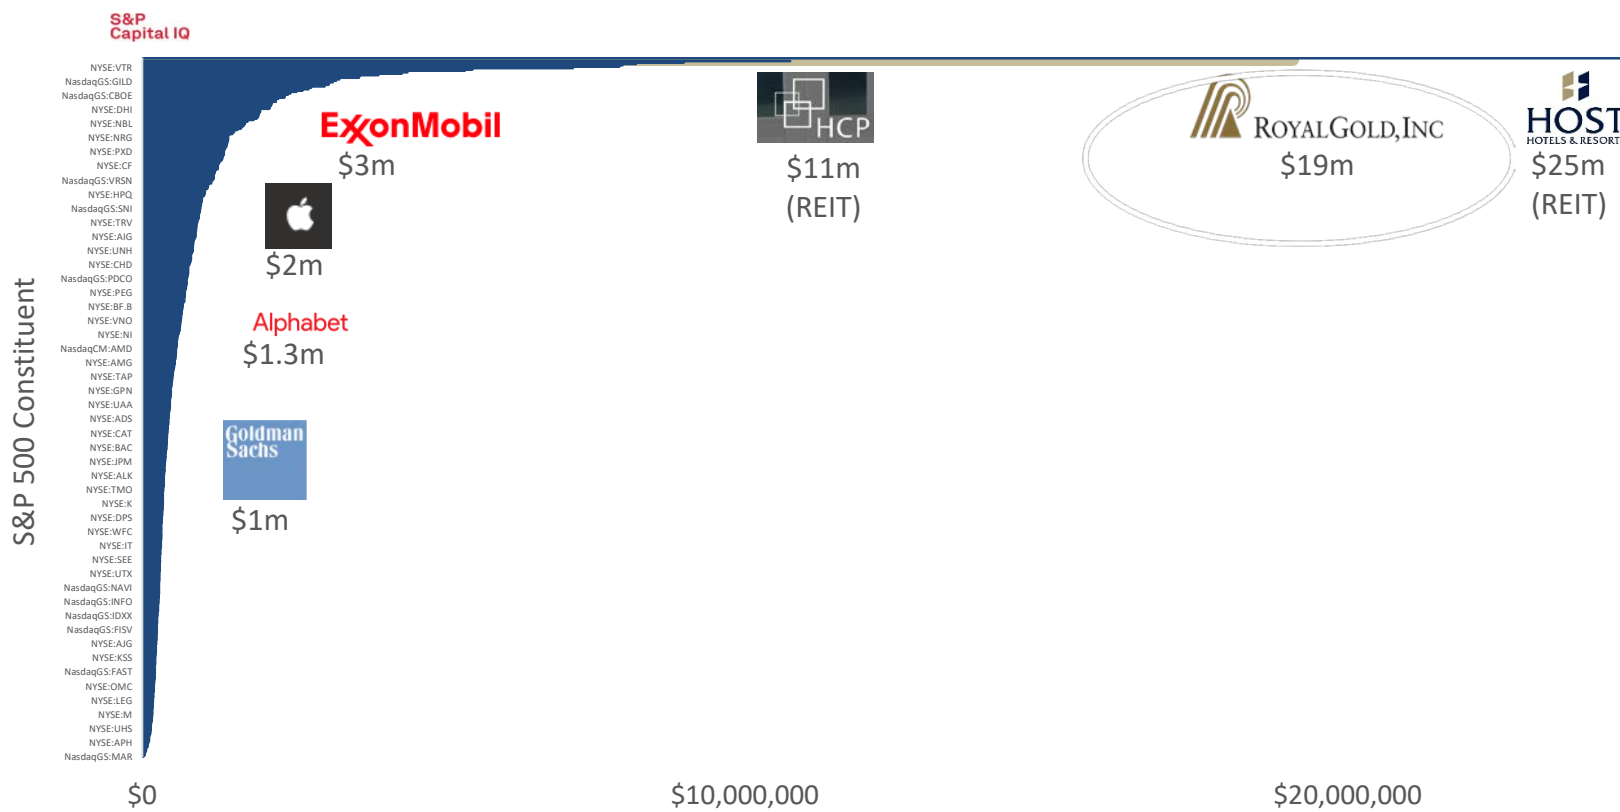 S&P
Capital IQ
NYSE:VTR
NasdaqGS:GILD
NasdaqGS:CBOE
NYSE:DHI
NYSE:NBL
NYSE:NRG
NYSE:PXD
NYSE:CF
NasdaqGS:VRSN
NYSE:HPQ
NasdaqGS:SNI
NYSE:TRV
NYSE:AIG
NYSE:UNH
NYSE:CHD
NasdaqGS:PDCO
NYSE:PEG
NYSE:BF.B
NYSE:VNO
NYSE:NI
NasdaqCM:AMD
NYSE:AMG
NYSE:TAP
NYSE:GPN
NYSE:UAA
NYSE:ADS
NYSE:CAT
NYSE:BAC
NYSE:JPM
NYSE:ALK
NYSE:TMO
NYSE:K
NYSE:DPS
NYSE:WFC
NYSE:IT
NYSE:SEE
NYSE:UTX
NasdaqGS:NAVI
NasdaqGS:INFO
NasdaqGS:IDXX
NasdaqGS:FISV
NYSE:AJG
NYSE:KSS
NasdaqGS:FAST
NYSE:OMC
NYSE:LEG
NYSE:M
NYSE:UHS
NYSE:APH
NasdaqGS:MAR
S&P 500 Constituent
ExxonMobil
$3m
$2m
Alphabet
$1.3m
Goldman
Sachs
$1m
HCP
$11m
(REIT)
ROYAL GOLD, INC
$19m
HOST
HOTELS & RESORT
$25m
(REIT)
$0
$10,000,000
$20,000,000